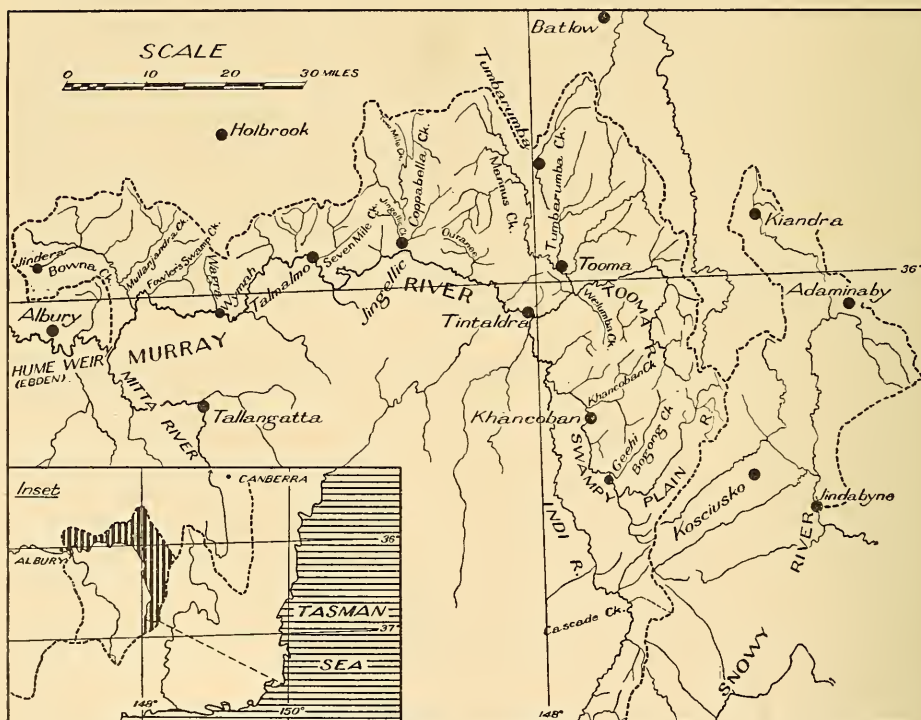 SCALE
0 10 20 30 MILES
Batlow
Holbrook
Tumbarumba
Tumbarumba Ck.
Coppabella Ck.
Mannus Ck.
Kiandra
Jingellic Ck.
Ournie
Seven Mile Ck.
Jindera
Bowna Ck.
Mullanjandra Ck.
Fowlers Swamp Ck.
Wagra
Wymah
Talmalmo
Jingellic
RIVER
Tooma
TOOMA
R.
36°
Adaminaby
Albury
Tintaldra
Welumba Ck.
HUME WEIR
(EBDEN)
MURRAY
MITTA
RIVER
Tallangatta
Khancoban Ck.
Khancoban
Geehi
Bogong Ck
SWAMPY
PLAIN
R.
Kosciusko
Jindabyne
INDI
R.
RIVER
Cascade Ck.
SNOWY
148°
Inset
CANBERRA
ALBURY
36°
TASMAN
37°
SEA
148°
150°